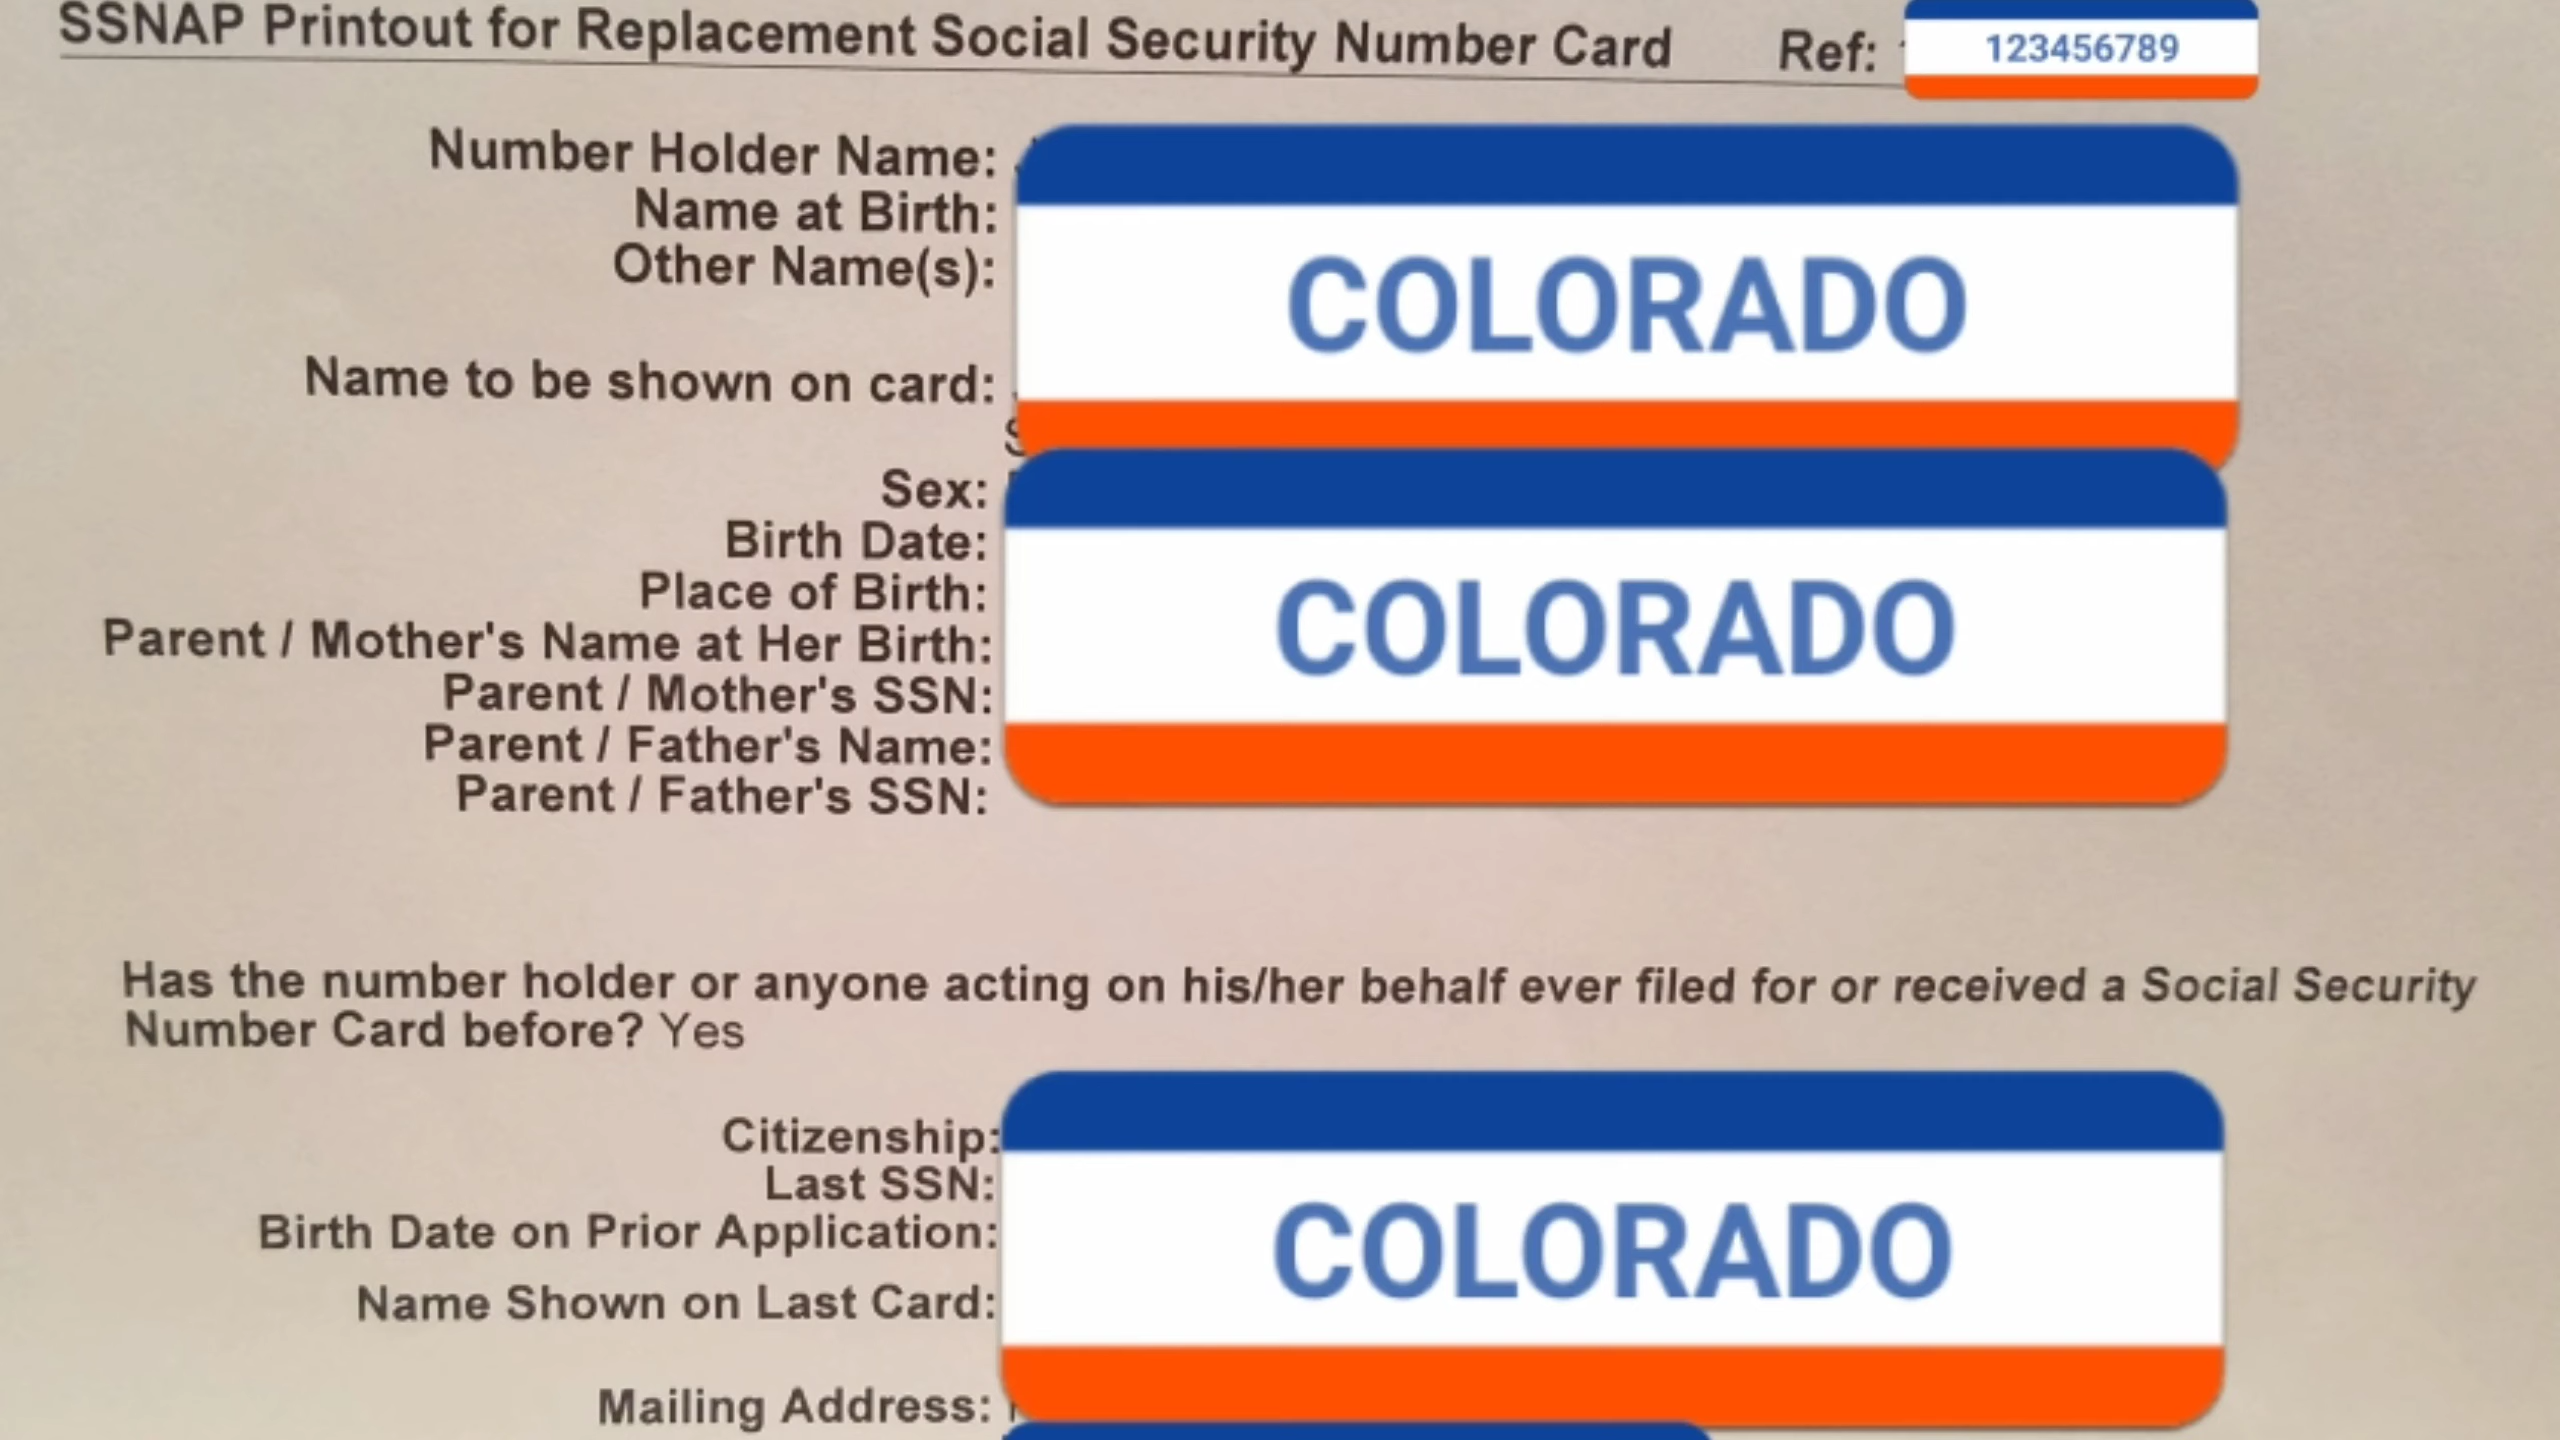 SSNAP Printout for Replacement Social Security Number Card Ref: 123456789
Number Holder Name:
Name at Birth:
Other Name(s):
COLORADO
Name to be shown on card:
Sex:
Birth Date:
Place of Birth:
COLORADO
Parent / Mother's Name at Her Birth:
Parent / Mother's SSN:
Parent / Father's Name:
Parent / Father's SSN:
Has the number holder or anyone acting on his/her behalf ever filed for or received a Social Security
Number Card before? Yes
Citizenship:
Last SSN:
Birth Date on Prior Application:
COLORADO
Name Shown on Last Card:
Mailing Address: